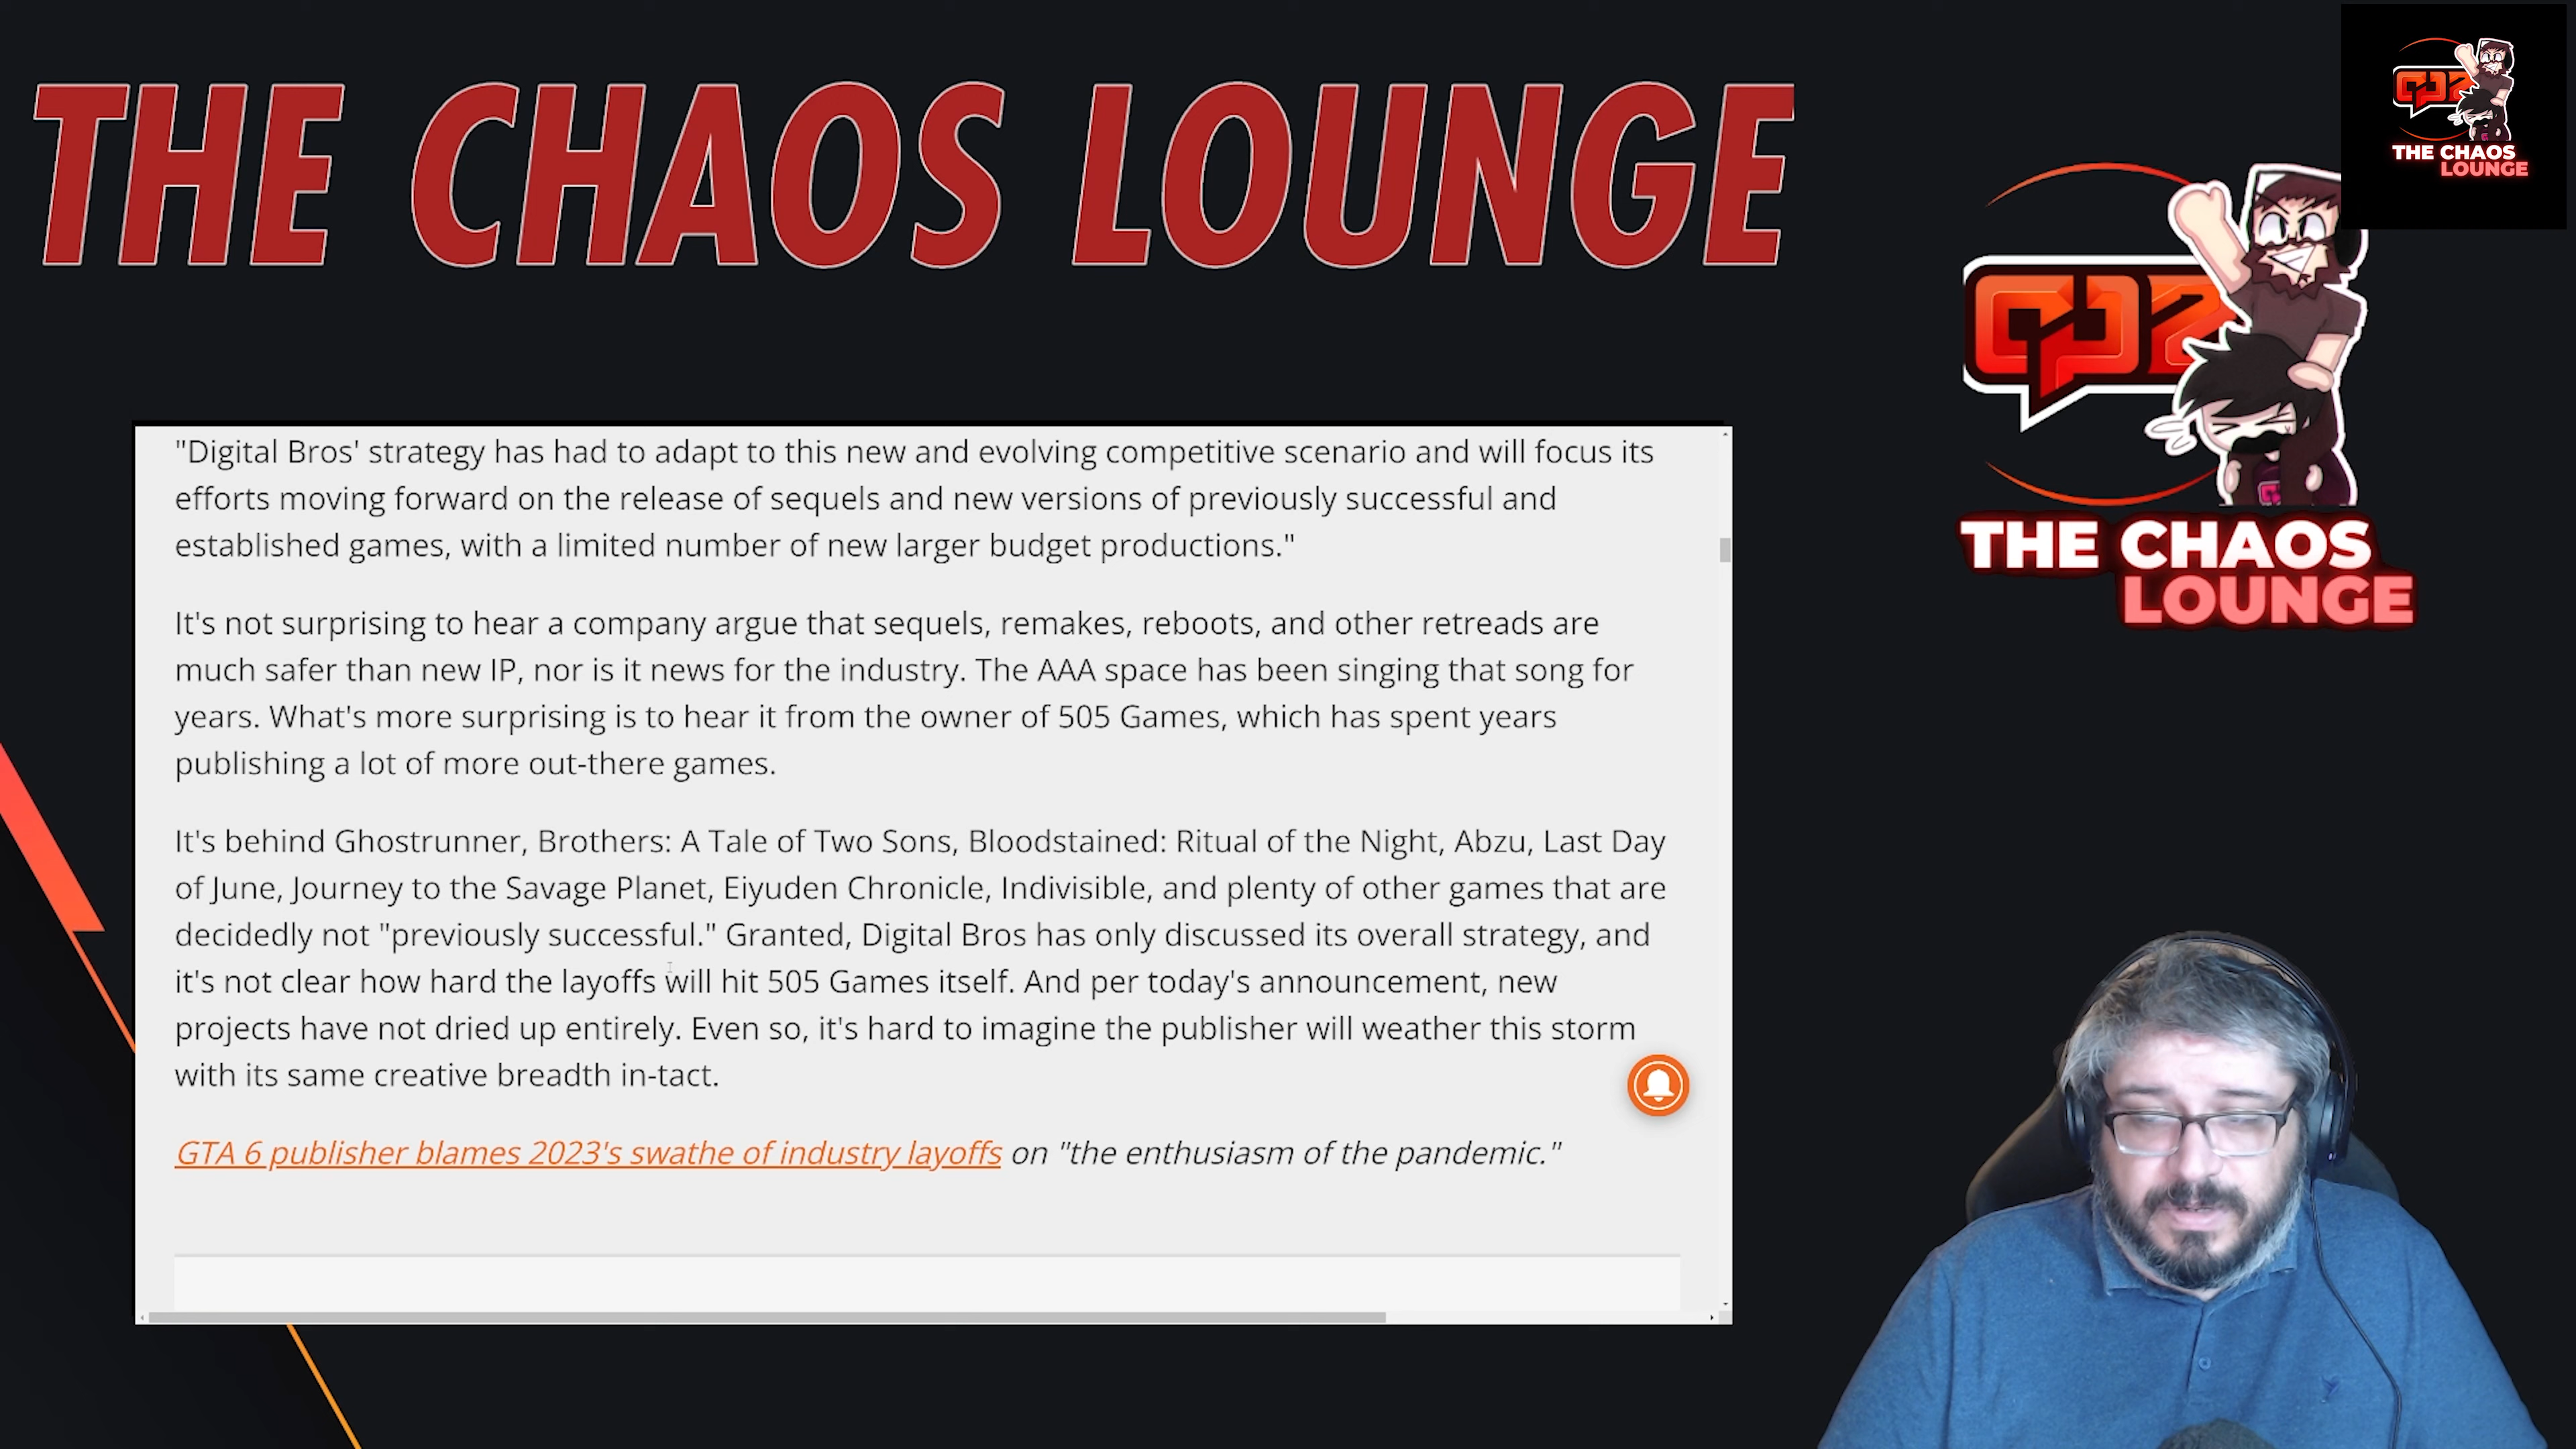 THE CHAOS LOUNGE
THE CHAOS
LOUNGE
"Digital Bros' strategy has had to adapt to this new and evolving competitive scenario and will focus its
efforts moving forward on the release of sequels and new versions of previously successful and
established games, with a limited number of new larger budget productions."
It's not surprising to hear a company argue that sequels, remakes, reboots, and other retreads are
much safer than new IP, nor is it news for the industry. The AAA space has been singing that song for
years. What's more surprising is to hear it from the owner of 505 Games, which has spent years
publishing a lot of more out-there games.
It's behind Ghostrunner, Brothers: A Tale of Two Sons, Bloodstained: Ritual of the Night, Abzu, Last Day
of June, Journey to the Savage Planet, Eiyuden Chronicle, Indivisible, and plenty of other games that are
decidedly not "previously successful." Granted, Digital Bros has only discussed its overall strategy, and
it's not clear how hard the layoffs will hit 505 Games itself. And per today's announcement, new
projects have not dried up entirely. Even so, it's hard to imagine the publisher will weather this storm
with its same creative breadth in-tact.
GTA 6 publisher blames 2023's swathe of industry layoffs on "the enthusiasm of the pandemic."
THE CHAOS
LOUNGE